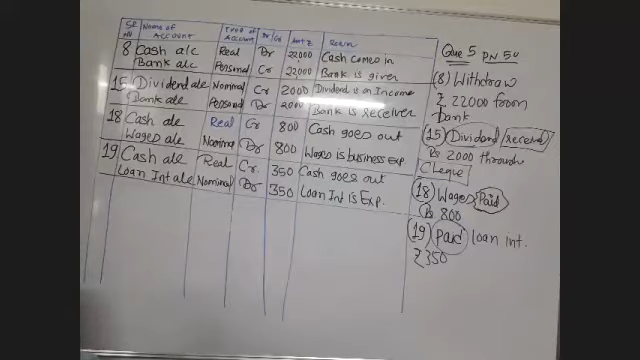 Sr No | Name of Account | Type of Account | Dr/Cr | Amt ₹ | Reason
8 Cash a/c Real Dr 22000 Cash comes in
Bank a/c Personal Cr 22000 Bank is giver
15 Dividend a/c Nominal Cr 2000 Dividend is an Income
Bank a/c Personal Dr 2000 Bank is receiver
18 Cash a/c Real Cr 800 Cash goes out
Wages a/c Nominal Dr 800 Wages is business Exp
19 Cash a/c Real Cr. 350 Cash goes out
Loan Int a/c Nominal Dr 350 Loan Int is Exp.
Que 5 PN 50
(8) Withdraw
₹ 22000 from
bank
(15) Dividend received
Rs 2000 through
Cheque
(18) Wages Paid
Rs 800
(19) Paid loan int.
₹ 350